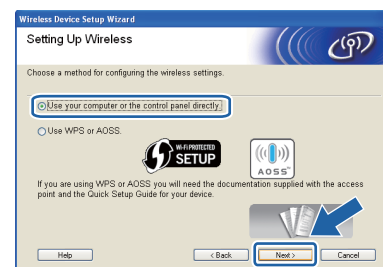 Wireless Device Setup Wizard
Setting Up Wireless
Choose a method for configuring the wireless settings.
Use your computer or the control panel directly.
Use WPS or AOSS.
Wi-Fi PROTECTED
SETUP
AOSS™
If you are using WPS or AOSS you will need the documentation supplied with the access
point and the Quick Setup Guide for your device.
Help
< Back
Next >
Cancel